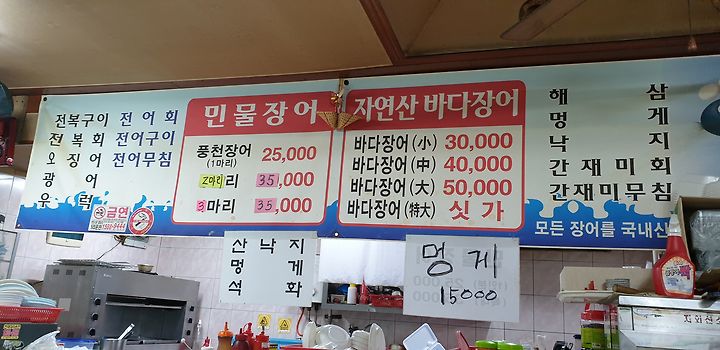 전복구이 전어회
전복회 전어구이
오징어 전어무침
광어
우럭
금연
민물장어
풍천장어 25,000
(1마리)
2마리 35,000
3마리 35,000
자연산 바다장어
바다장어(小) 30,000
바다장어(中) 40,000
바다장어(大) 50,000
바다장어(特大) 싯가
해삼
멍게
낙지
간재미회
간재미무침
모든 장어를 국내산
산낙지
멍게
석화
멍게
15000